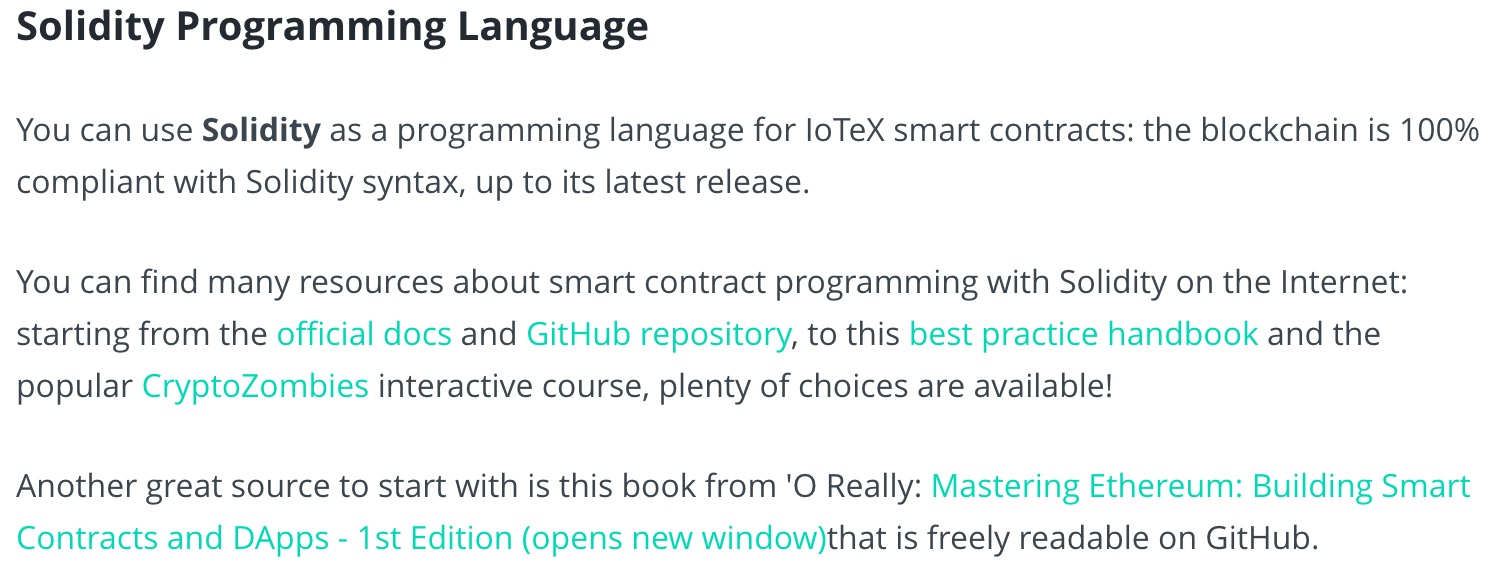 Solidity Programming Language
You can use Solidity as a programming language for IoTeX smart contracts: the blockchain is 100%
compliant with Solidity syntax, up to its latest release.
You can find many resources about smart contract programming with Solidity on the Internet:
starting from the official docs and GitHub repository, to this best practice handbook and the
popular CryptoZombies interactive course, plenty of choices are available!
Another great source to start with is this book from 'O Really: Mastering Ethereum: Building Smart
Contracts and DApps - 1st Edition (opens new window)that is freely readable on GitHub.